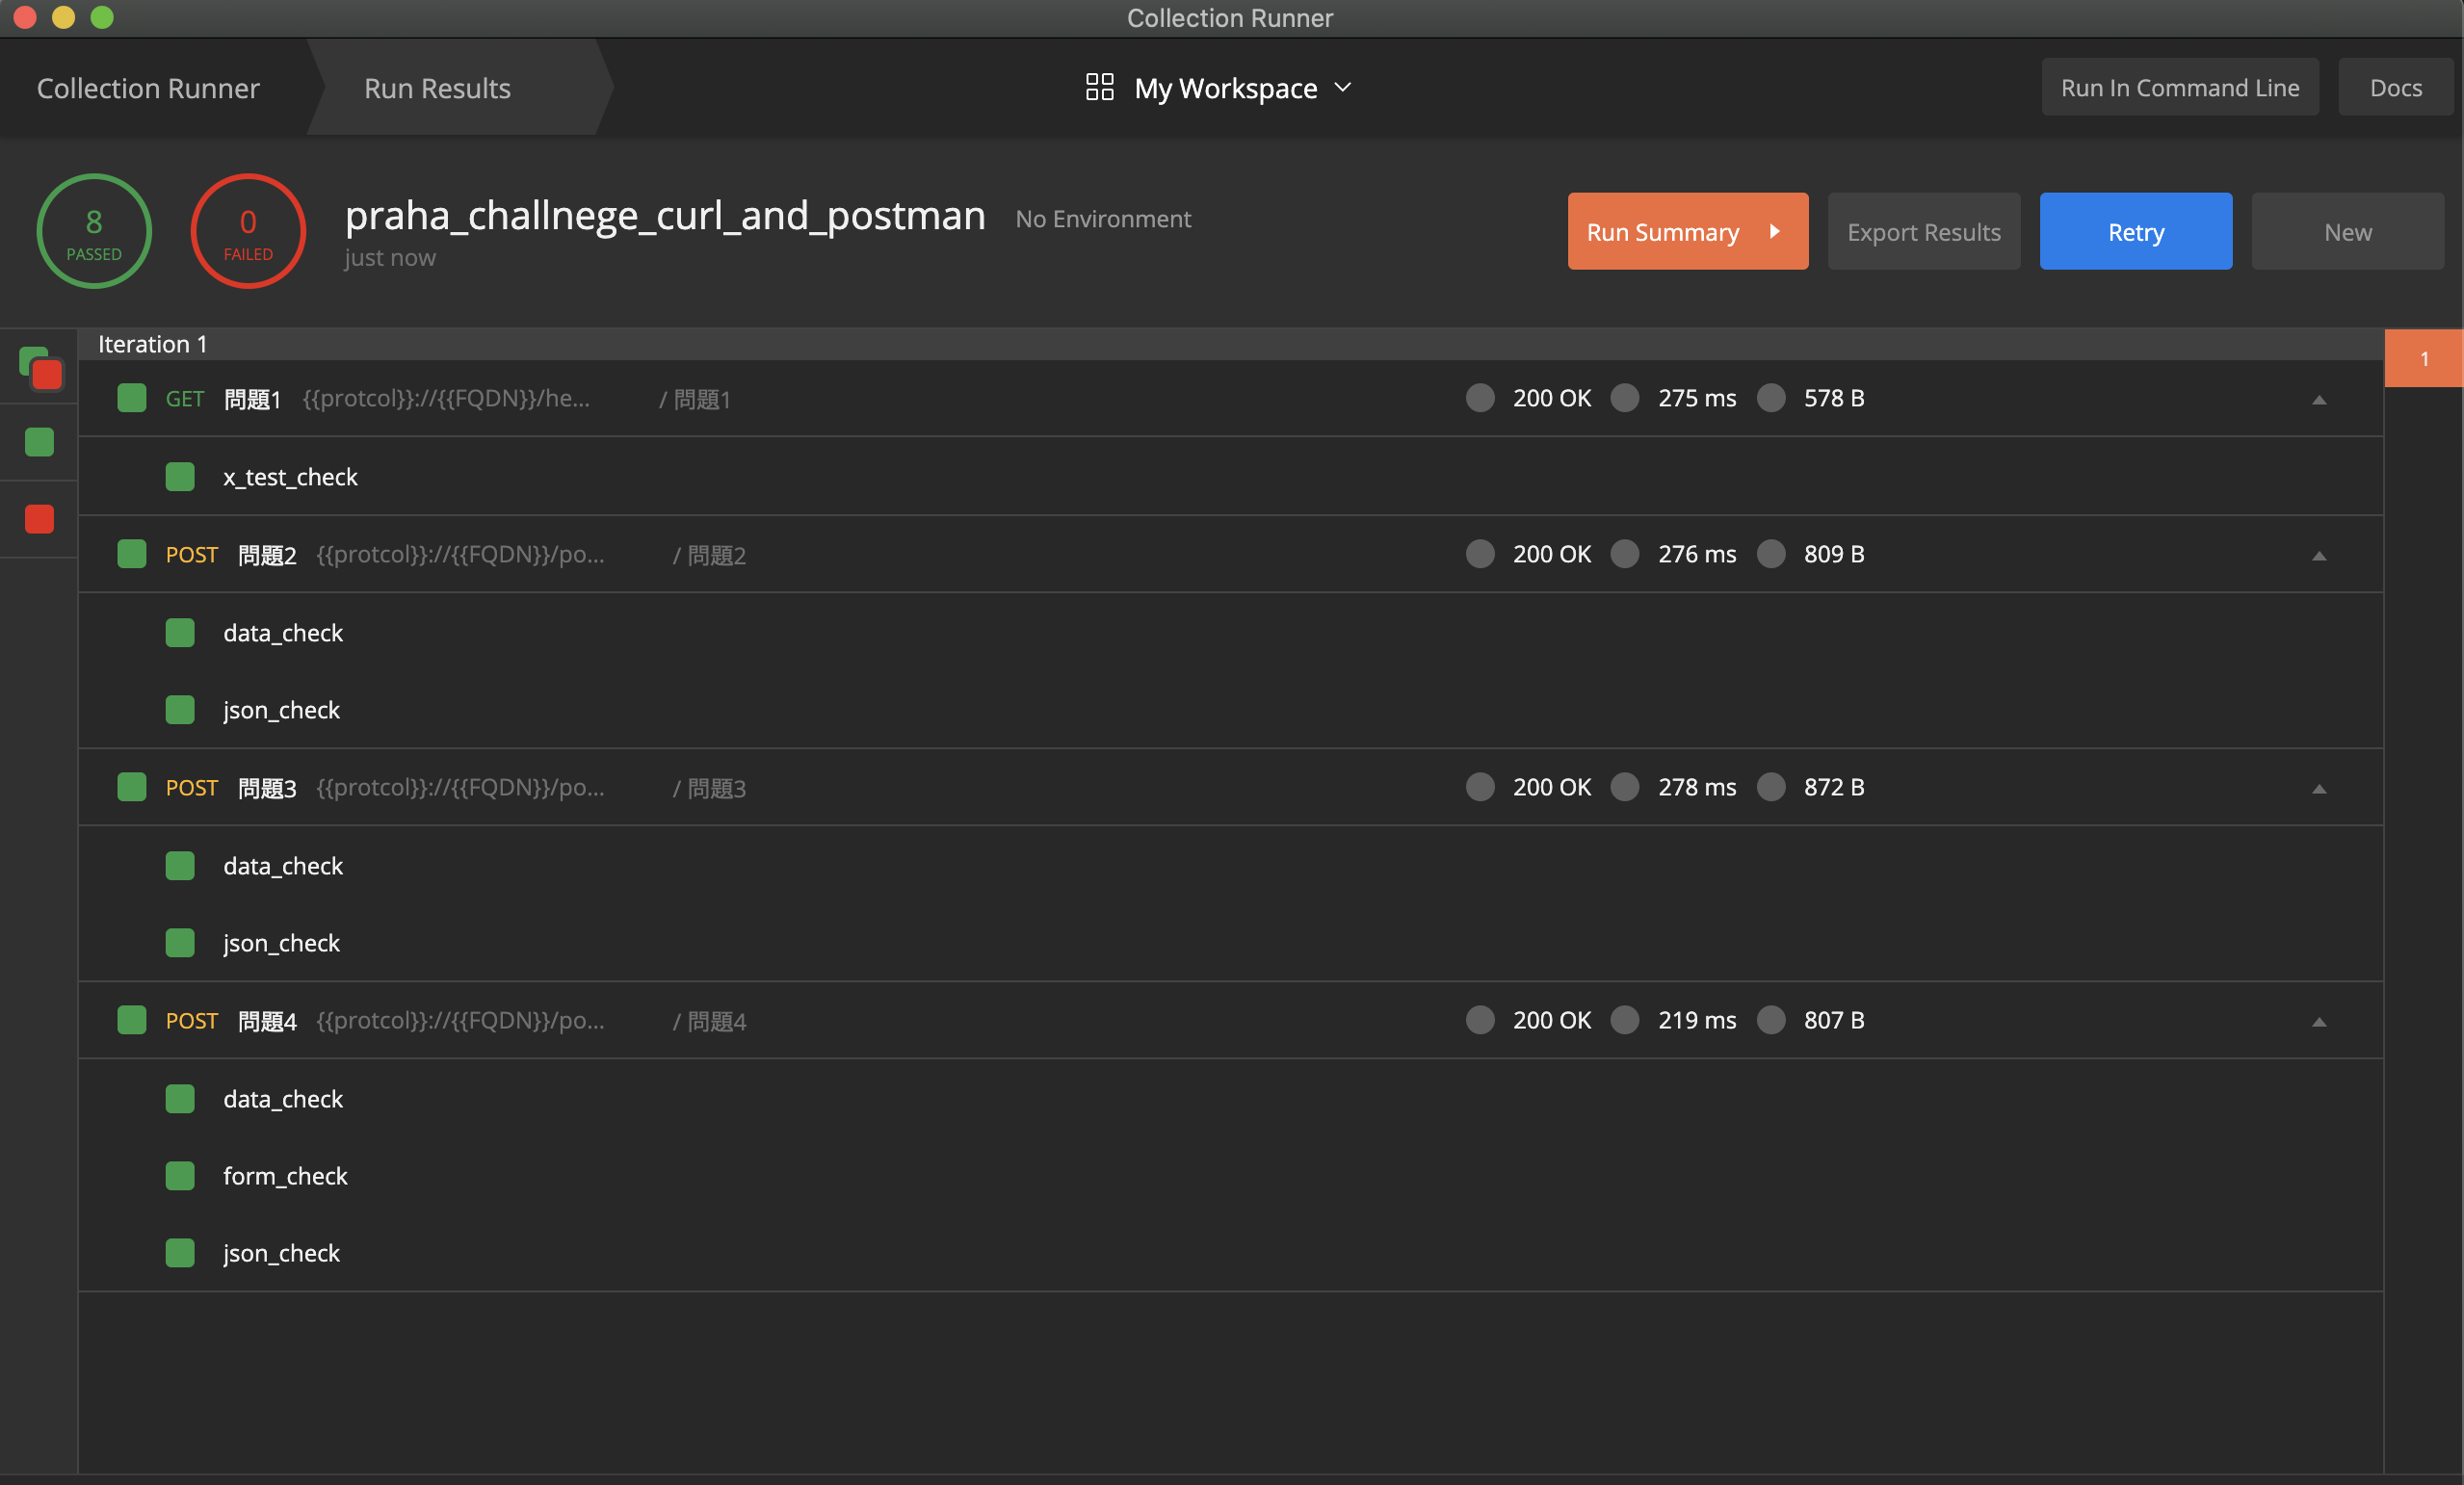 Collection Runner
Collection Runner Run Results My Workspace Run In Command Line Docs
8 PASSED
0 FAILED
praha_challnege_curl_and_postman No Environment
just now
Run Summary Export Results Retry New
Iteration 1
1
GET 問題1 {{protcol}}://{{FQDN}}/he... / 問題1 200 OK 275 ms 578 B
x_test_check
POST 問題2 {{protcol}}://{{FQDN}}/po... / 問題2 200 OK 276 ms 809 B
data_check
json_check
POST 問題3 {{protcol}}://{{FQDN}}/po... / 問題3 200 OK 278 ms 872 B
data_check
json_check
POST 問題4 {{protcol}}://{{FQDN}}/po... / 問題4 200 OK 219 ms 807 B
data_check
form_check
json_check